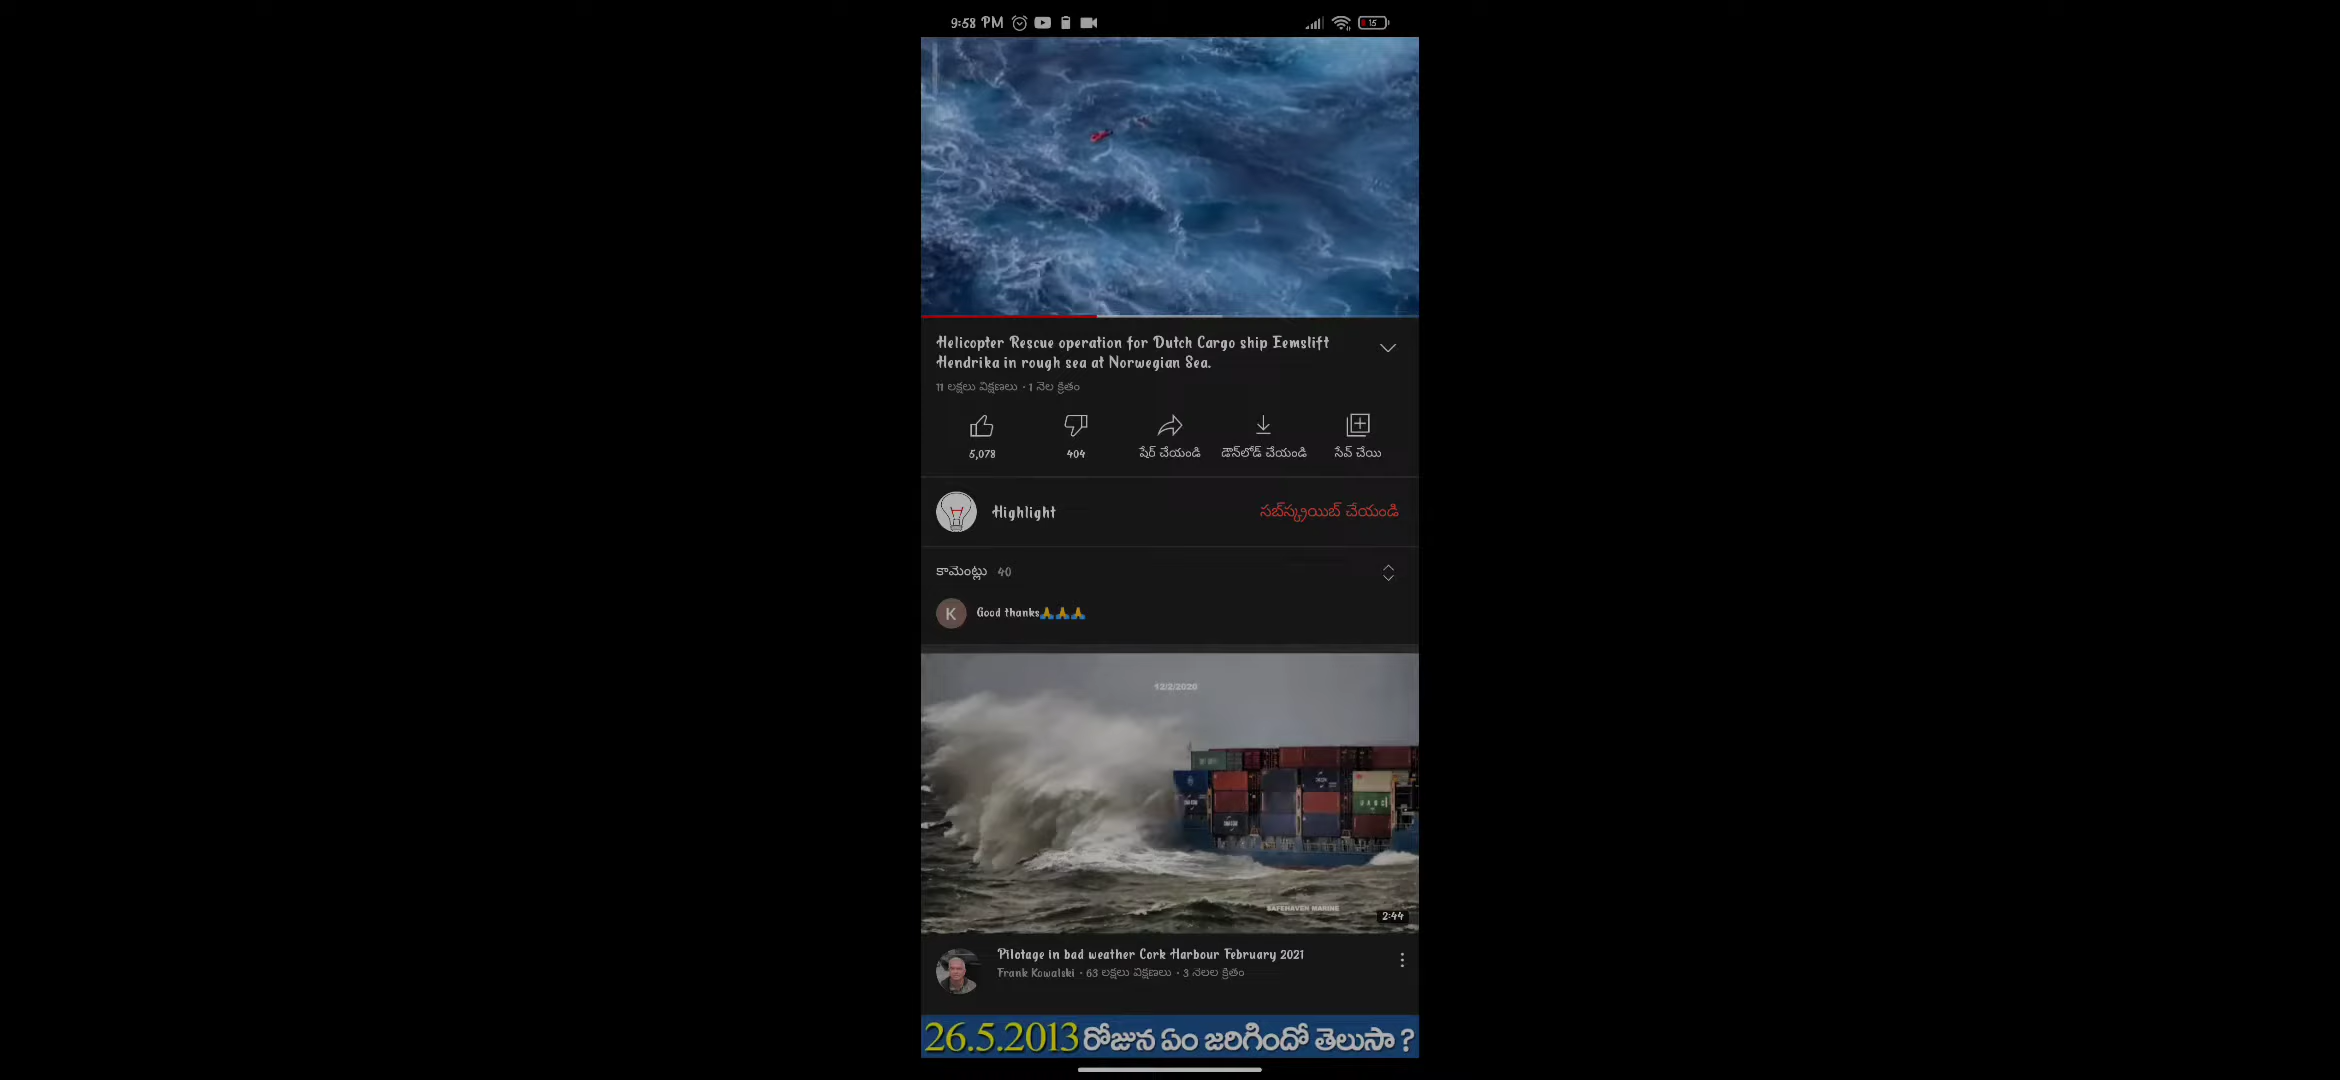 9:58 PM
15
Helicopter Rescue operation for Dutch Cargo ship Eemslift
Hendrika in rough sea at Norwegian Sea.
11 లక్షలు వీక్షణలు · 1 నెల క్రితం
5,078
404
షేర్ చేయండి
డౌన్‌లోడ్ చేయండి
సేవ్ చేయి
Highlight
సబ్‌స్క్రయిబ్ చేయండి
కామెంట్లు 40
K
Good thanks🙏🙏🙏
12/2/2020
SAFEHAVEN MARINE
2:44
Pilotage in bad weather Cork Harbour February 2021
Frank Kowalski · 63 లక్షలు వీక్షణలు · 3 నెలల క్రితం
26.5.2013 రోజున ఏం జరిగిందో తెలుసా ?